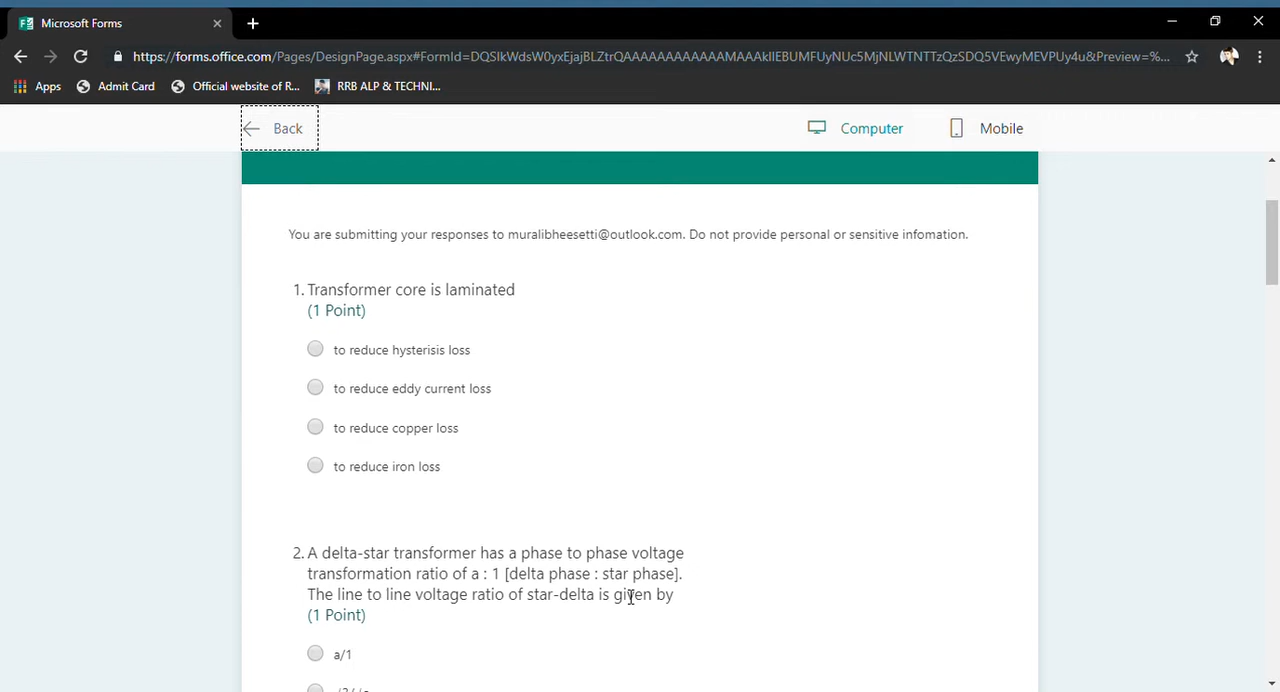 Microsoft Forms
https://forms.office.com/Pages/DesignPage.aspx#FormId=DQSIkWdsW0yxEjajBLZtrQAAAAAAAAAAAAMAAkIIEBUMFUyNUc5MjNLWTNTTzQzSDQ5VEwyMEVPUy4u&Preview=%...
Apps Admit Card Official website of R... RRB ALP & TECHNI...
Back Computer Mobile
You are submitting your responses to muralibheesetti@outlook.com. Do not provide personal or sensitive infomation.
1. Transformer core is laminated
(1 Point)
to reduce hysterisis loss
to reduce eddy current loss
to reduce copper loss
to reduce iron loss
2. A delta-star transformer has a phase to phase voltage
transformation ratio of a : 1 [delta phase : star phase].
The line to line voltage ratio of star-delta is given by
(1 Point)
a/1